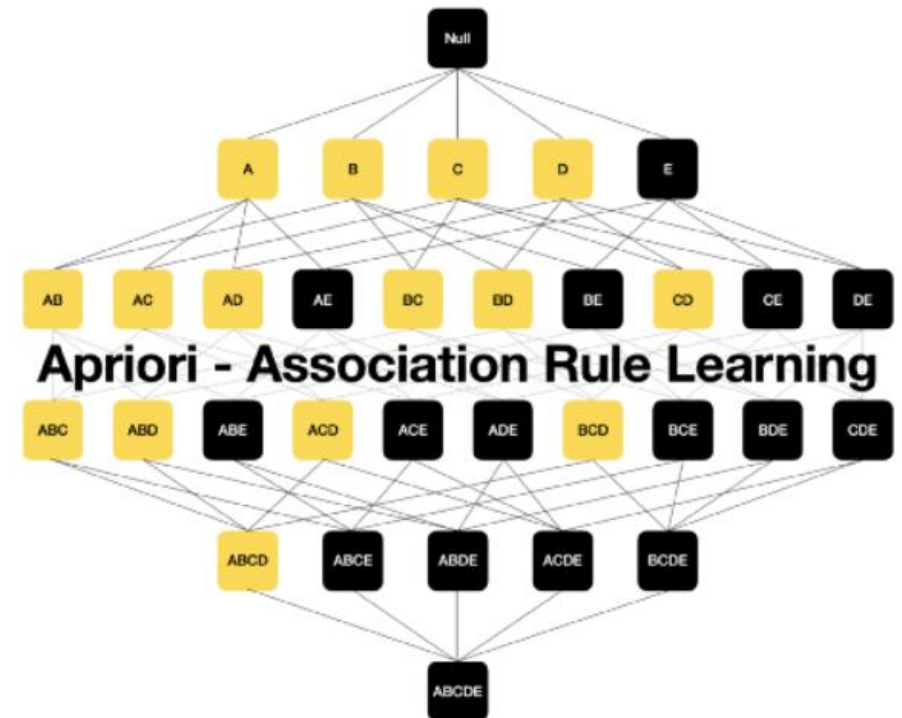 Null
A B C D E
AB AC AD AE BC BD BE CD CE DE
Apriori - Association Rule Learning
ABC ABD ABE ACD ACE ADE BCD BCE BDE CDE
ABCD ABCE ABDE ACDE BCDE
ABCDE